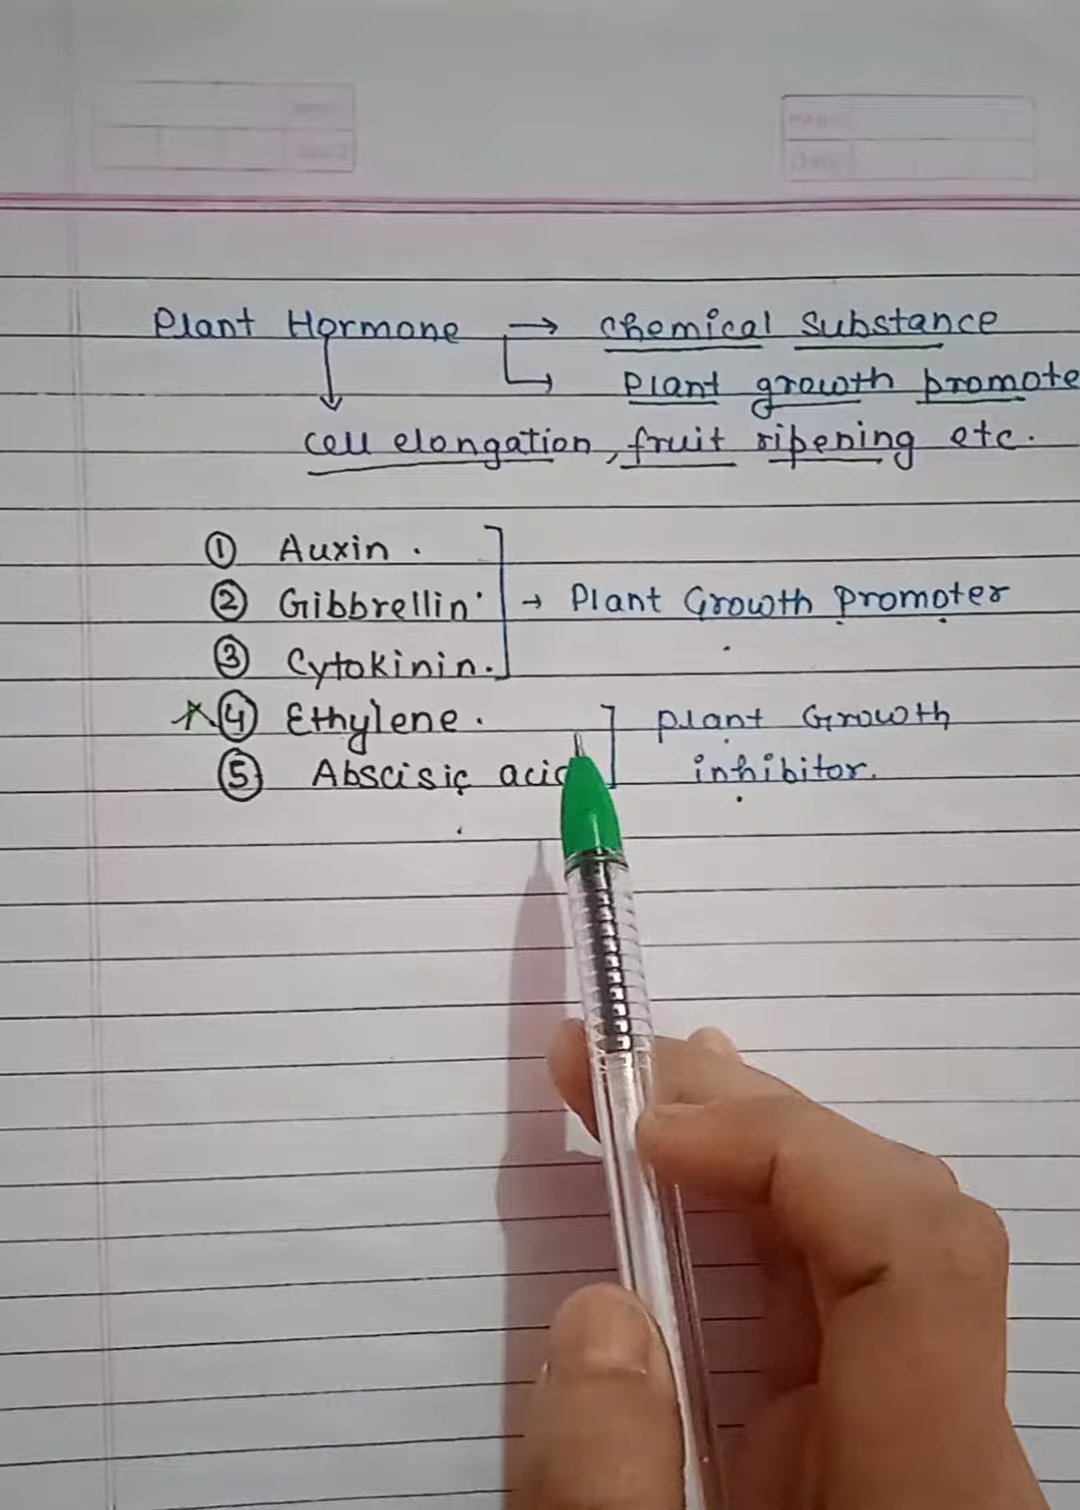 Plant Hormone → chemical substance
↳ Plant growth promote
cell elongation, fruit ripening etc.
① Auxin .
② Gibbrellin → Plant Growth promoter
③ Cytokinin.
④ Ethylene . plant Growth
⑤ Abscisic acid inhibitor.